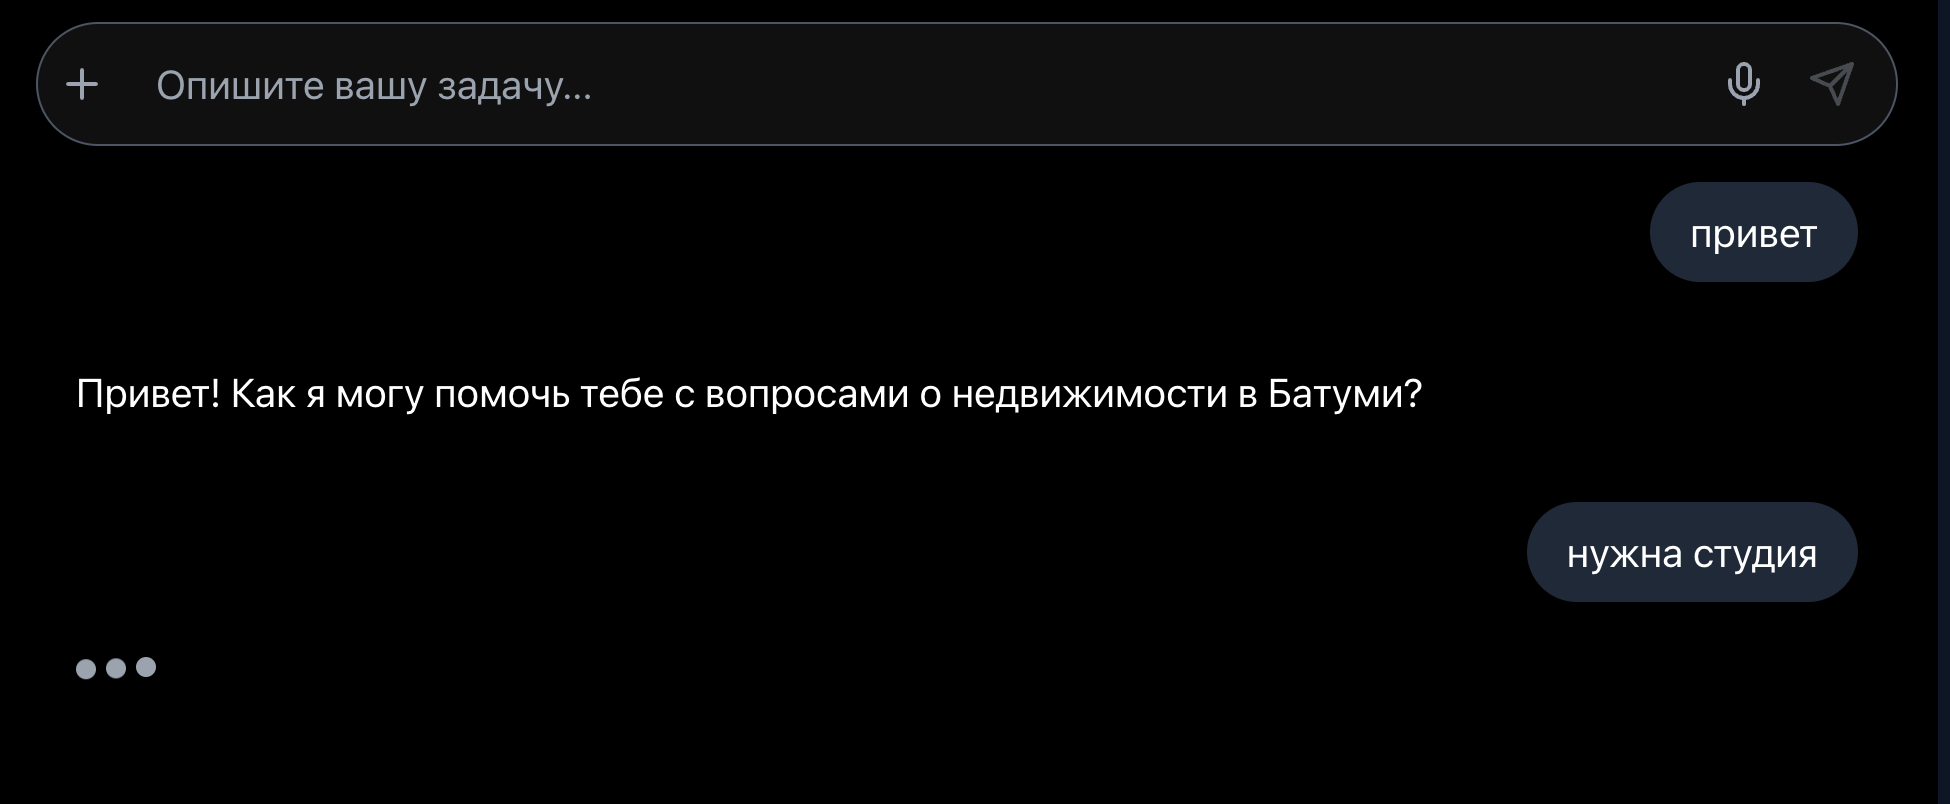 Опишите вашу задачу...
привет
Привет! Как я могу помочь тебе с вопросами о недвижимости в Батуми?
нужна студия